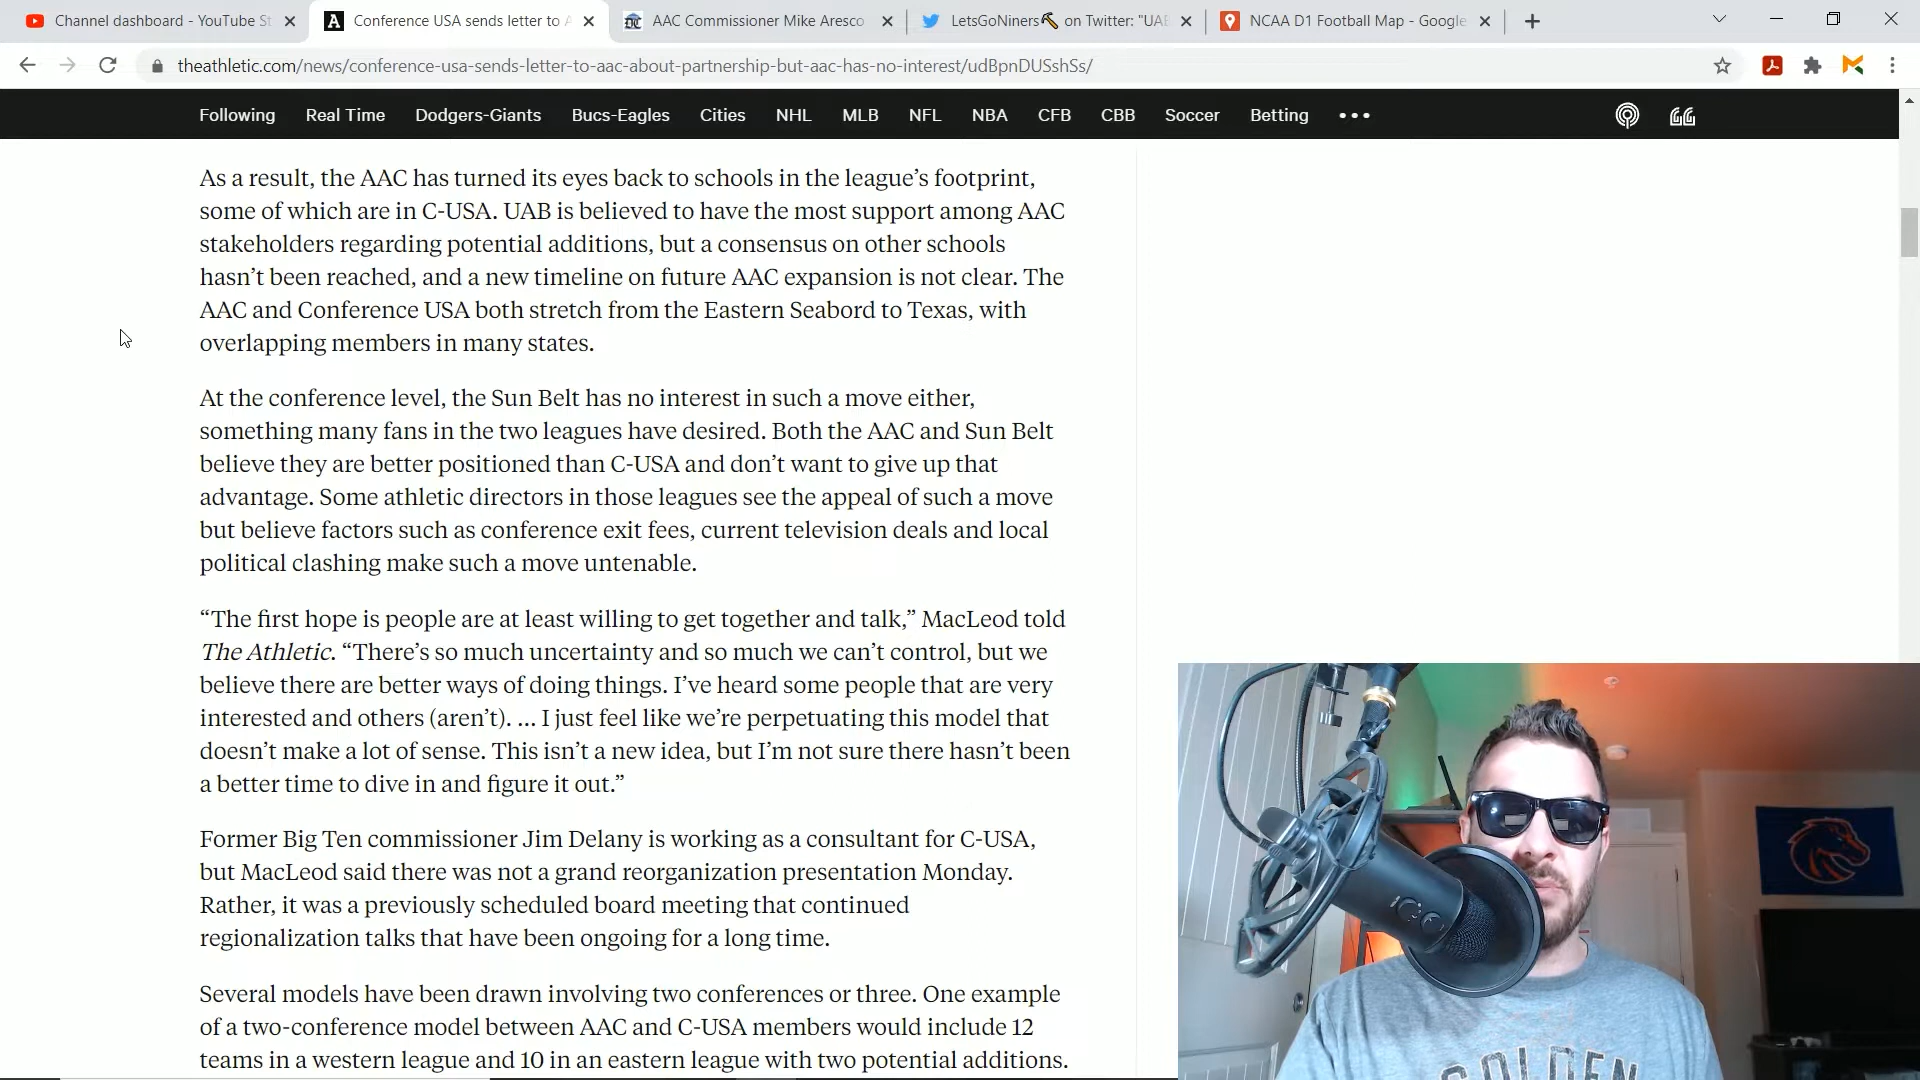 Channel dashboard - YouTube St
Conference USA sends letter to A
AAC Commissioner Mike Aresco
LetsGoNiners⛏ on Twitter: "UAB
NCAA D1 Football Map - Google
theathletic.com/news/conference-usa-sends-letter-to-aac-about-partnership-but-aac-has-no-interest/udBpnDUSshSs/
Following Real Time Dodgers-Giants Bucs-Eagles Cities NHL MLB NFL NBA CFB CBB Soccer Betting •••
As a result, the AAC has turned its eyes back to schools in the league’s footprint,
some of which are in C-USA. UAB is believed to have the most support among AAC
stakeholders regarding potential additions, but a consensus on other schools
hasn’t been reached, and a new timeline on future AAC expansion is not clear. The
AAC and Conference USA both stretch from the Eastern Seabord to Texas, with
overlapping members in many states.
At the conference level, the Sun Belt has no interest in such a move either,
something many fans in the two leagues have desired. Both the AAC and Sun Belt
believe they are better positioned than C-USA and don’t want to give up that
advantage. Some athletic directors in those leagues see the appeal of such a move
but believe factors such as conference exit fees, current television deals and local
political clashing make such a move untenable.
“The first hope is people are at least willing to get together and talk,” MacLeod told
The Athletic. “There’s so much uncertainty and so much we can’t control, but we
believe there are better ways of doing things. I’ve heard some people that are very
interested and others (aren’t). … I just feel like we’re perpetuating this model that
doesn’t make a lot of sense. This isn’t a new idea, but I’m not sure there hasn’t been
a better time to dive in and figure it out.”
Former Big Ten commissioner Jim Delany is working as a consultant for C-USA,
but MacLeod said there was not a grand reorganization presentation Monday.
Rather, it was a previously scheduled board meeting that continued
regionalization talks that have been ongoing for a long time.
Several models have been drawn involving two conferences or three. One example
of a two-conference model between AAC and C-USA members would include 12
teams in a western league and 10 in an eastern league with two potential additions.
GOLDEN